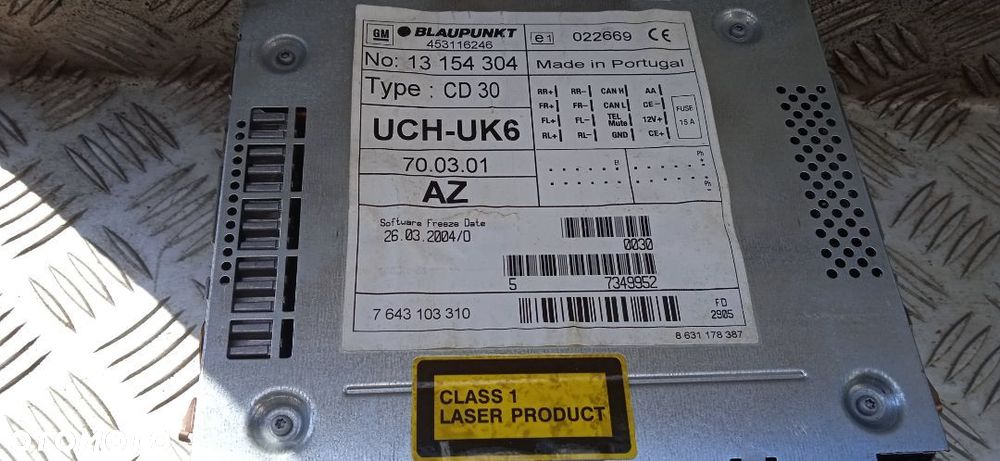 GM BLAUPUNKT
453116246
e1 022669 CE
No: 13 154 304
Made in Portugal
Type : CD 30
RR+ RR- CAN H AA
FR+ FR- CAN L CE-
FL+ FL- TEL Mute 12V+
RL+ RL- GND CE+
FUSE
15 A
UCH-UK6
70.03.01
AZ
B
Ph
+
Ph
-
Software Freeze Date
26.03.2004/0
0030
5 7349952
7 643 103 310
FD
2905
8 631 178 387
CLASS 1
LASER PRODUCT
OTOMOTO